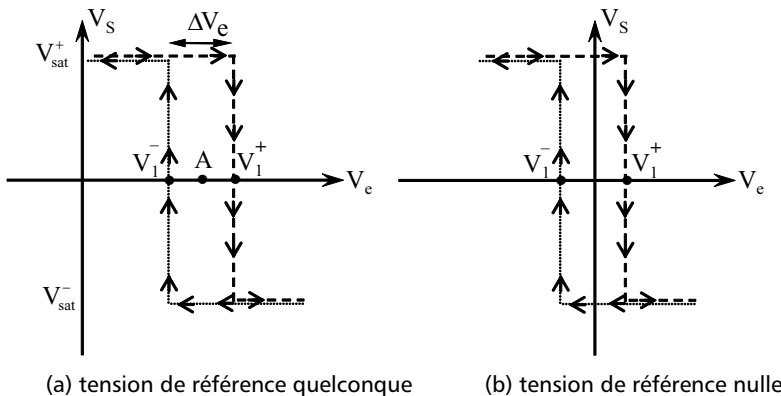 V_S
ΔV_e
V_sat^+
V_1^-
A
V_1^+
V_e
V_sat^-
(a) tension de référence quelconque
V_S
V_1^-
V_1^+
V_e
(b) tension de référence nulle